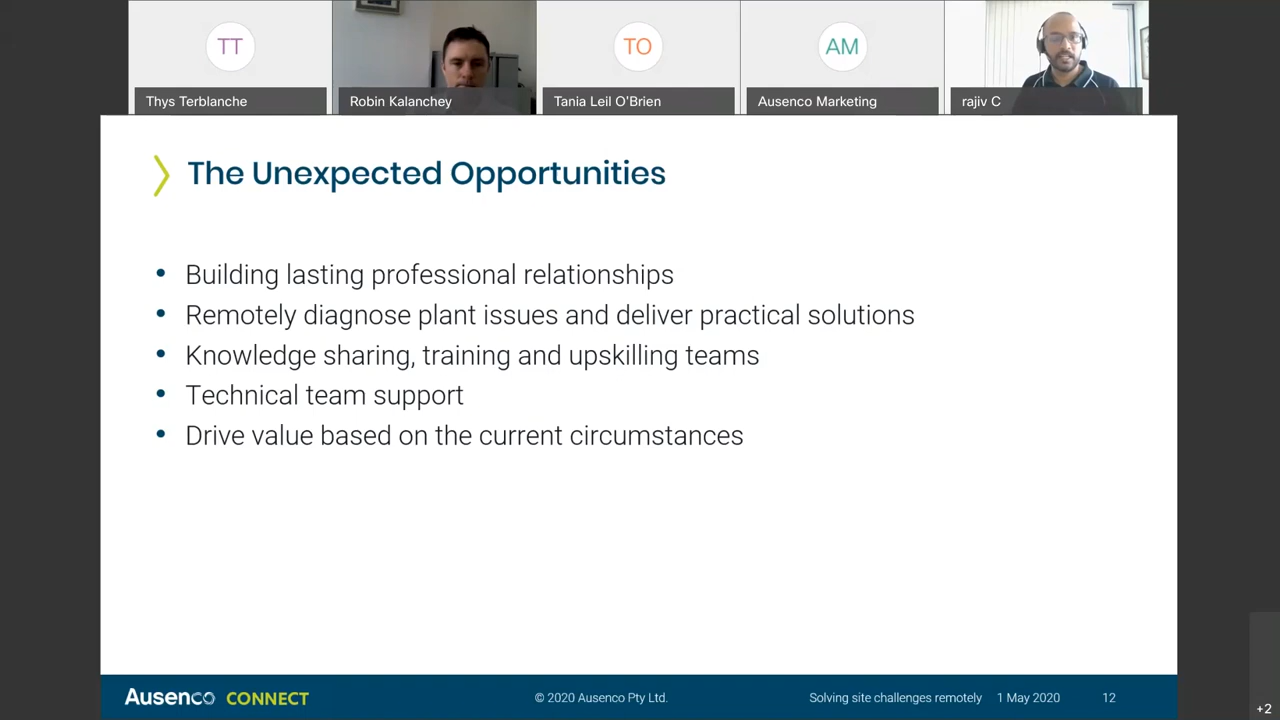 TT
TO
AM
Thys Terblanche
Robin Kalanchey
Tania Leil O'Brien
Ausenco Marketing
rajiv C
The Unexpected Opportunities
• Building lasting professional relationships
• Remotely diagnose plant issues and deliver practical solutions
• Knowledge sharing, training and upskilling teams
• Technical team support
• Drive value based on the current circumstances
Ausenco CONNECT
© 2020 Ausenco Pty Ltd.
Solving site challenges remotely 1 May 2020 12
+2